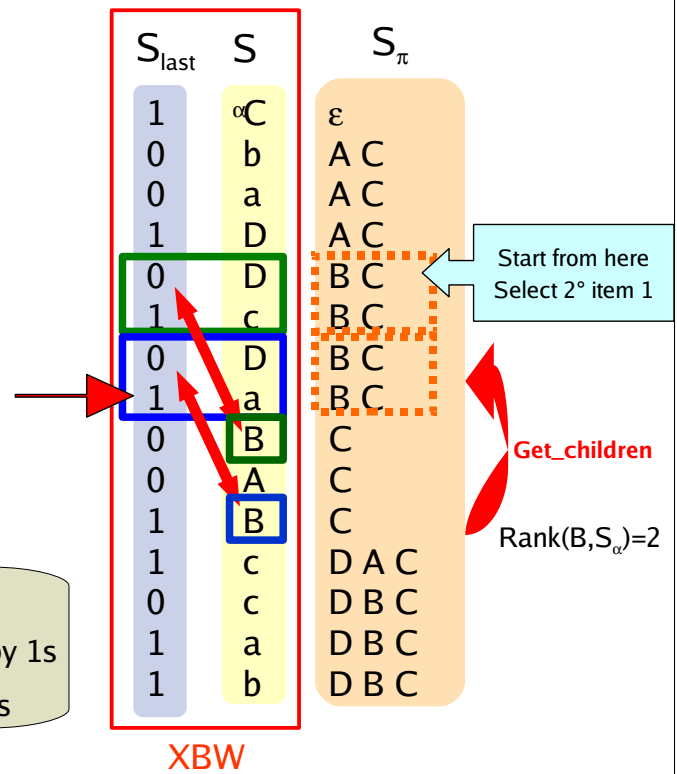 S_last S S_π
1 αC ε
0 b A C
0 a A C
1 D A C
0 D B C
1 c B C
0 D B C
1 a B C
0 B C
0 A C
1 B C
1 c D A C
0 c D B C
1 a D B C
1 b D B C
Start from here
Select 2° item 1
Get_children
Rank(B,S_α)=2
by 1s
s
XBW